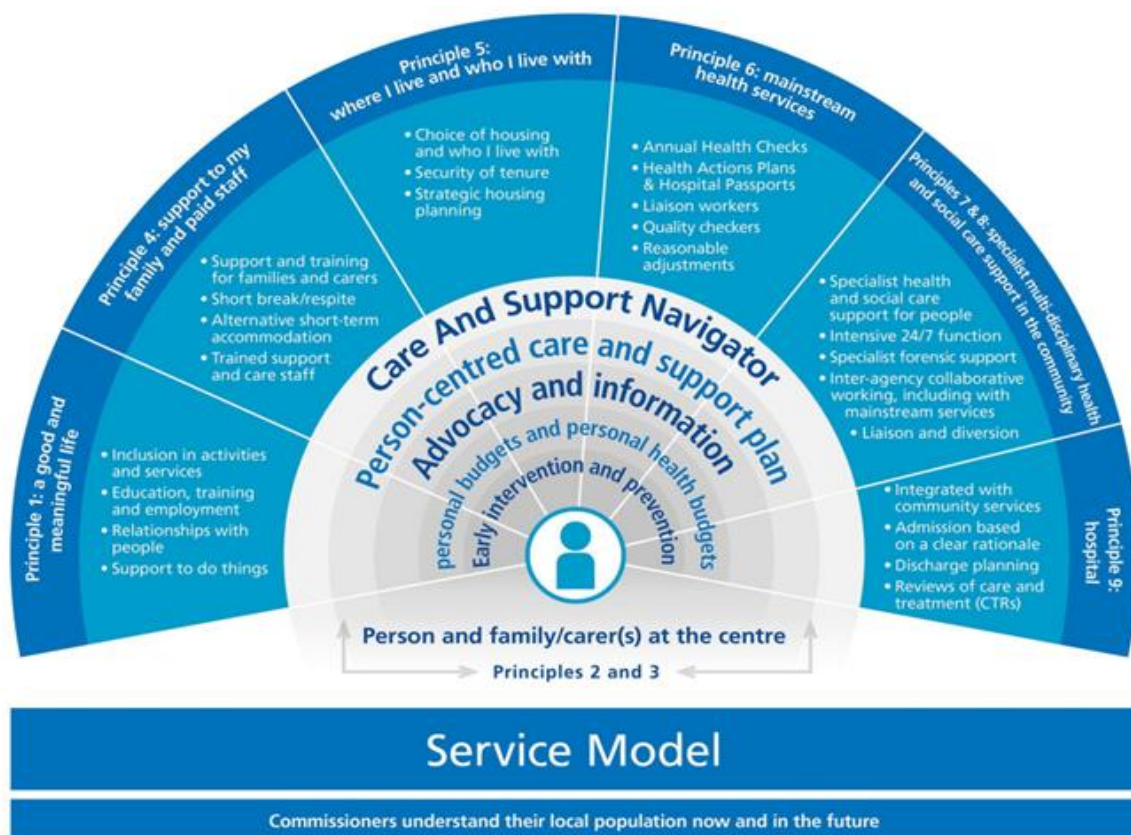 Principle 1: a good and
meaningful life
• Inclusion in activities
and services
• Education, training
and employment
• Relationships with
people
• Support to do things
Principle 4: support to my
family and paid staff
• Support and training
for families and carers
• Short break/respite
• Alternative short-term
accommodation
• Trained support
and care staff
Principle 5:
where I live and who I live with
• Choice of housing
and who I live with
• Security of tenure
• Strategic housing
planning
Principle 6: mainstream
health services
• Annual Health Checks
• Health Actions Plans
& Hospital Passports
• Liaison workers
• Quality checkers
• Reasonable
adjustments
Principles 7 & 8: specialist multi-disciplinary health
and social care support in the community
• Specialist health
and social care
support for people
• Intensive 24/7 function
• Specialist forensic support
• Inter-agency collaborative
working, including with
mainstream services
• Liaison and diversion
Principle 9:
hospital
• Integrated with
community services
• Admission based
on a clear rationale
• Discharge planning
• Reviews of care and
treatment (CTRs)
Care And Support Navigator
Person-centred care and support plan
Advocacy and information
personal budgets and personal health budgets
Early intervention and prevention
Person and family/carer(s) at the centre
Principles 2 and 3
Service Model
Commissioners understand their local population now and in the future